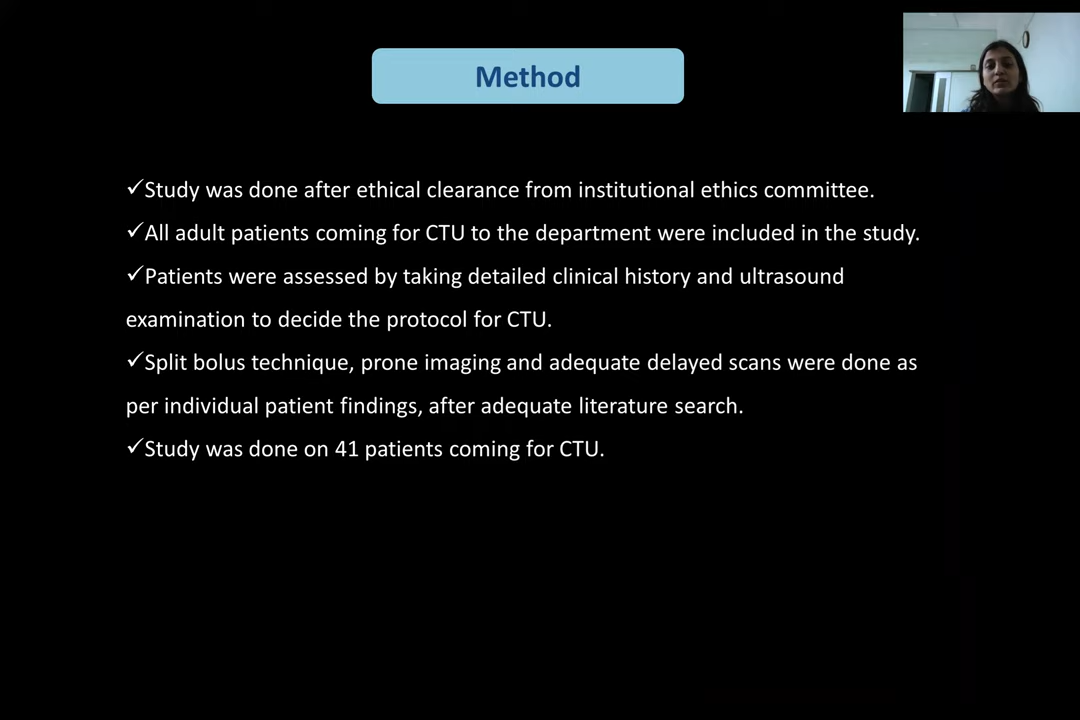 Method
✓Study was done after ethical clearance from institutional ethics committee.
✓All adult patients coming for CTU to the department were included in the study.
✓Patients were assessed by taking detailed clinical history and ultrasound
examination to decide the protocol for CTU.
✓Split bolus technique, prone imaging and adequate delayed scans were done as
per individual patient findings, after adequate literature search.
✓Study was done on 41 patients coming for CTU.